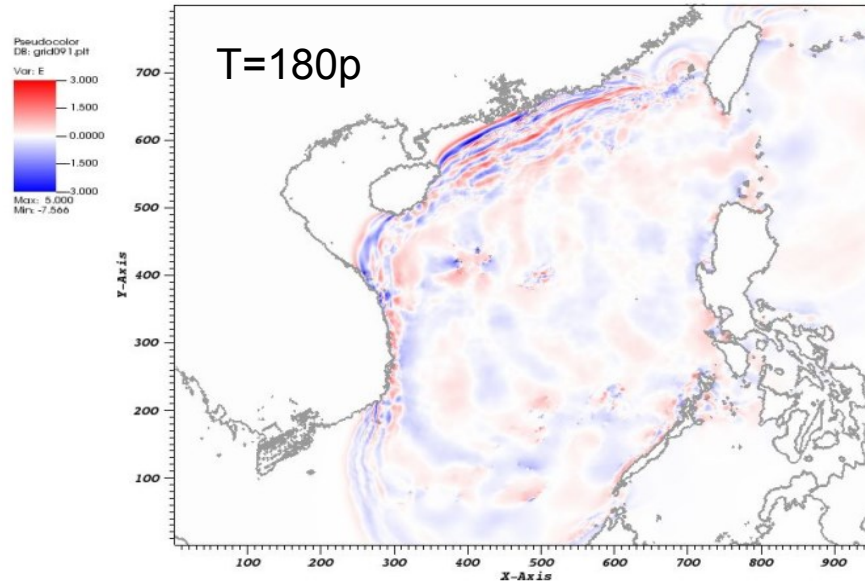 Pseudocolor
DB: grid091.plt
Var: E
3.000
1.500
0.0000
-1.500
-3.000
Max: 5.000
Min: -7.566
T=180p
Y-Axis
700
600
500
400
300
200
100
100 200 300 400 500 600 700 800 900
X-Axis